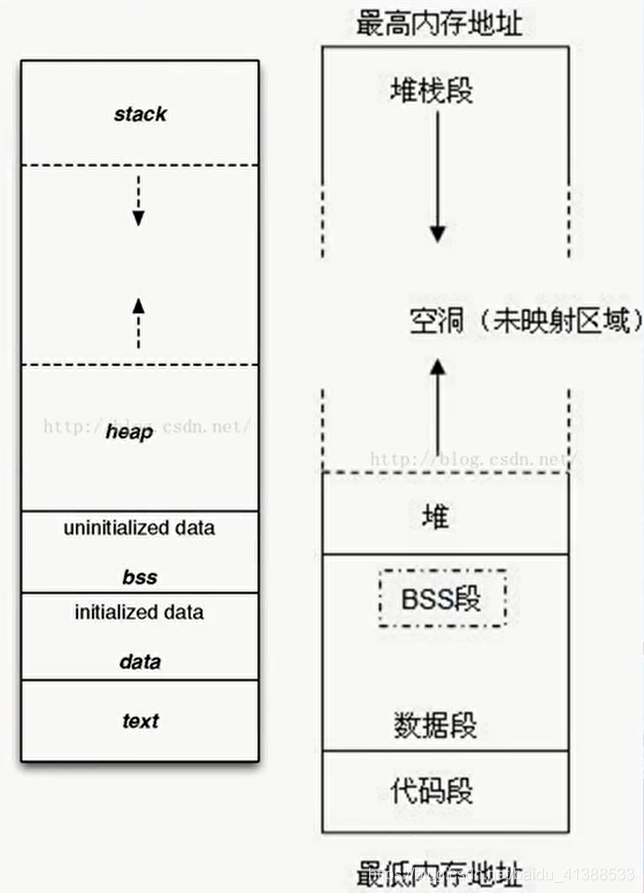 stack
http://blog.csdn.net/
heap
uninitialized data
bss
initialized data
data
text
最高内存地址
堆栈段
空洞（未映射区域）
http://blog.csdn.net/
堆
BSS段
数据段
代码段
最低内存地址
baidu_41388533